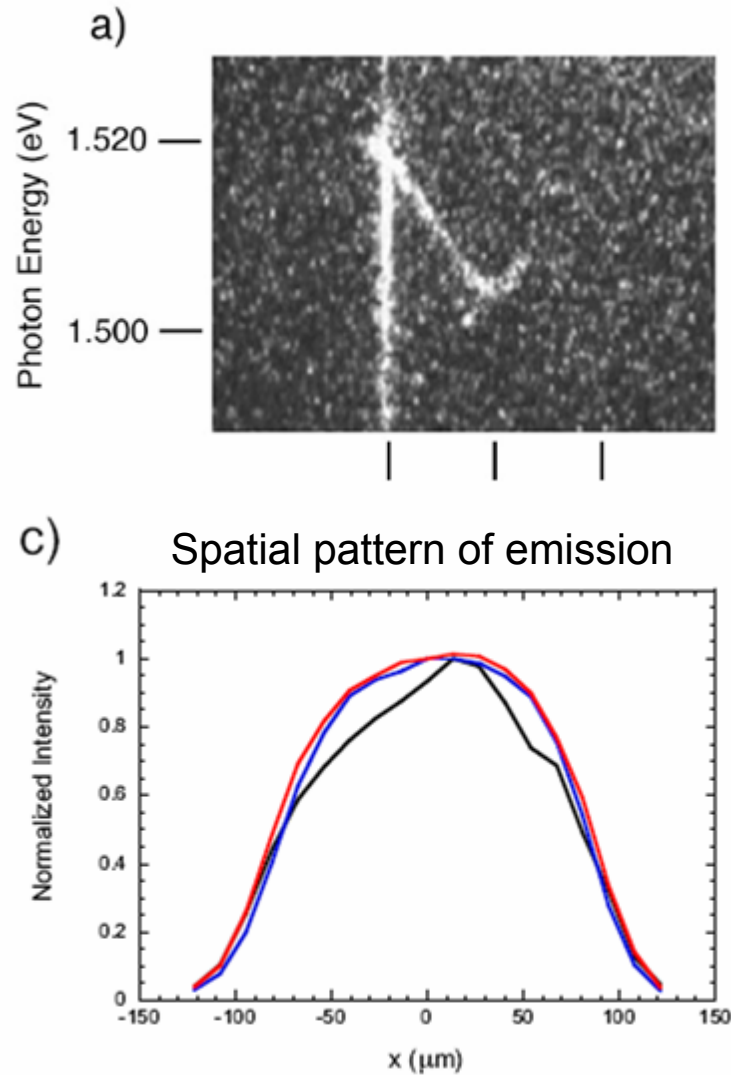 a)
Photon Energy (eV)
1.520
1.500
c)
Spatial pattern of emission
Normalized Intensity
1.2
1
0.8
0.6
0.4
0.2
0
-150
-100
-50
0
50
100
150
x (μm)